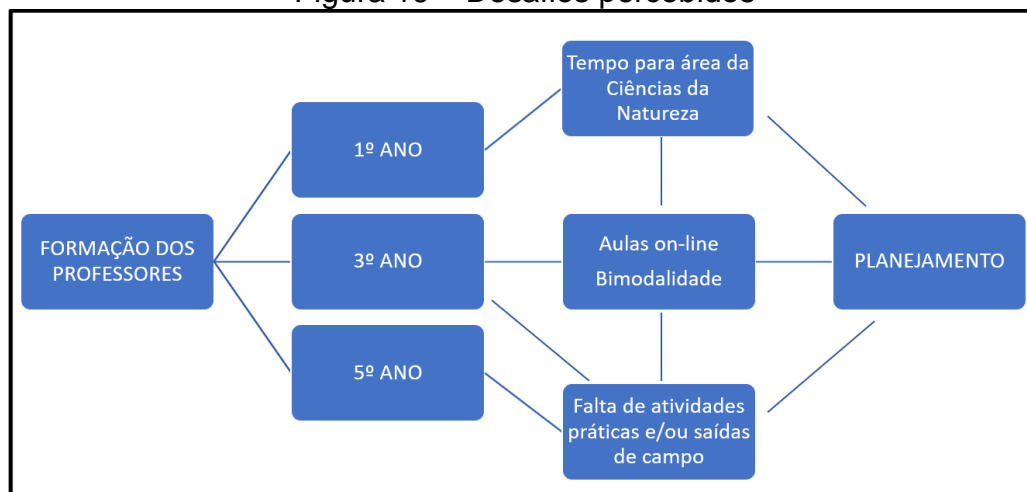 Figura 10 – Desafios percebidos
Tempo para área da
Ciências da
Natureza
1º ANO
FORMAÇÃO DOS
PROFESSORES
3º ANO
Aulas on-line
Bimodalidade
PLANEJAMENTO
5º ANO
Falta de atividades
práticas e/ou saídas
de campo